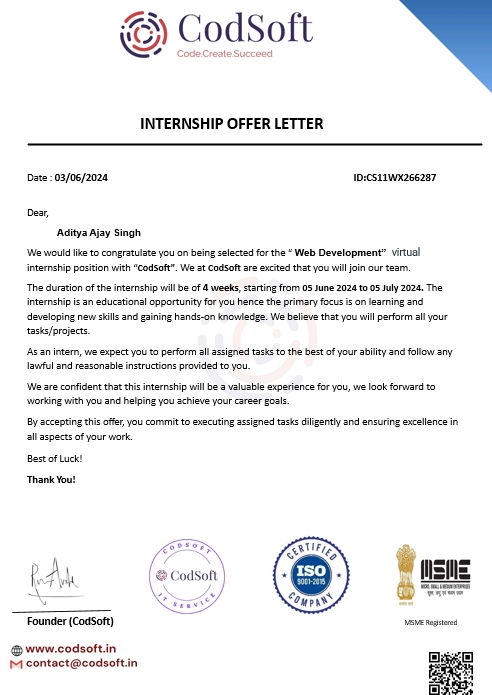 CodSoft
Code.Create.Succeed
INTERNSHIP OFFER LETTER
Date : 03/06/2024 ID:CS11WX266287
Dear,
Aditya Ajay Singh
We would like to congratulate you on being selected for the “ Web Development” virtual
internship position with “CodSoft”. We at CodSoft are excited that you will join our team.
The duration of the internship will be of 4 weeks, starting from 05 June 2024 to 05 July 2024. The
internship is an educational opportunity for you hence the primary focus is on learning and
developing new skills and gaining hands-on knowledge. We believe that you will perform all your
tasks/projects.
As an intern, we expect you to perform all assigned tasks to the best of your ability and follow any
lawful and reasonable instructions provided to you.
We are confident that this internship will be a valuable experience for you, we look forward to
working with you and helping you achieve your career goals.
By accepting this offer, you commit to executing assigned tasks diligently and ensuring excellence in
all aspects of your work.
Best of Luck!
Thank You!
CODSOFT
CodSoft
IT SERVICE
CERTIFIED
ISO
9001-2015
COMPANY
MSME
MICRO, SMALL & MEDIUM ENTERPRISES
सूक्ष्म, लघु एवं मध्यम उद्यम
Founder (CodSoft)
MSME Registered
www.codsoft.in
contact@codsoft.in